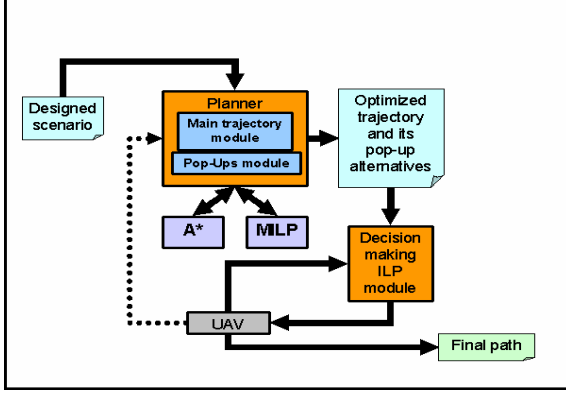 Designed
scenario
Planner
Main trajectory
module
Pop-Ups module
Optimized
trajectory
and its
pop-up
alternatives
A*
MILP
Decision
making
ILP
module
UAV
Final path